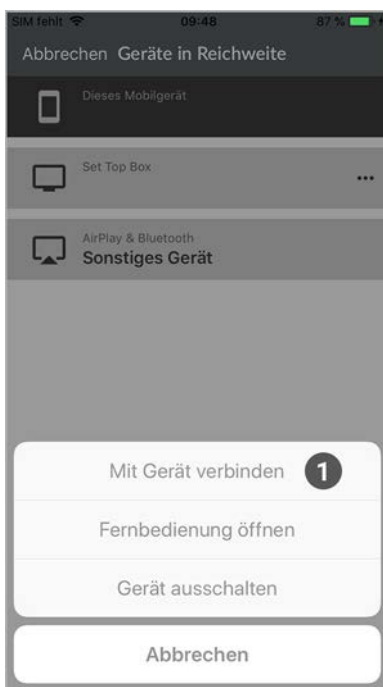 SIM fehlt 09:48 87 %
Abbrechen Geräte in Reichweite
Dieses Mobilgerät
Set Top Box
AirPlay & Bluetooth
Sonstiges Gerät
Mit Gerät verbinden 1
Fernbedienung öffnen
Gerät ausschalten
Abbrechen